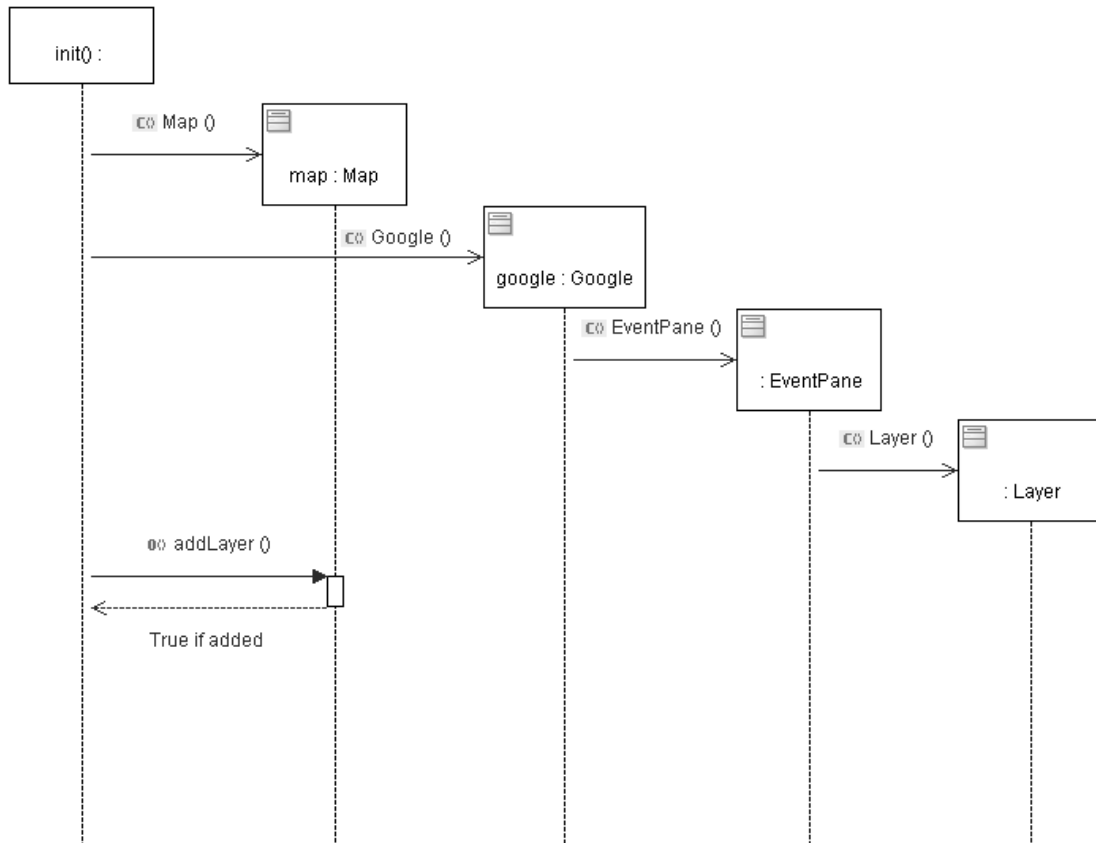 init() :
C() Map ()
map : Map
C() Google ()
google : Google
C() EventPane ()
: EventPane
C() Layer ()
: Layer
O() addLayer ()
True if added